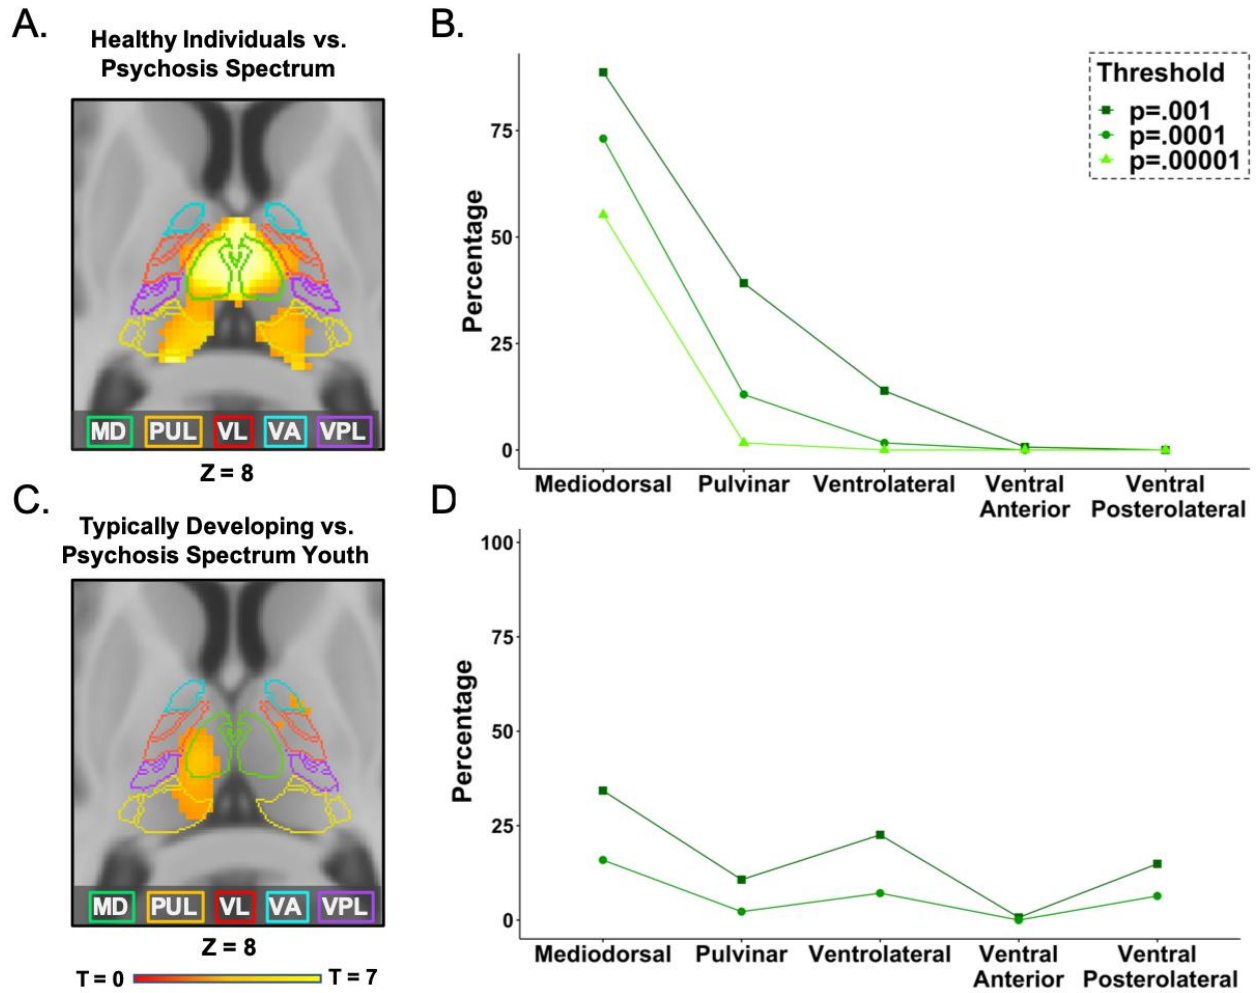 A.
Healthy Individuals vs.
Psychosis Spectrum
MD PUL VL VA VPL
Z = 8
B.
Percentage
75
50
25
0
Mediodorsal Pulvinar Ventrolateral Ventral Anterior Ventral Posterolateral
Threshold
p=.001
p=.0001
p=.00001
C.
Typically Developing vs.
Psychosis Spectrum Youth
MD PUL VL VA VPL
Z = 8
T = 0 T = 7
D
Percentage
100
75
50
25
0
Mediodorsal Pulvinar Ventrolateral Ventral Anterior Ventral Posterolateral